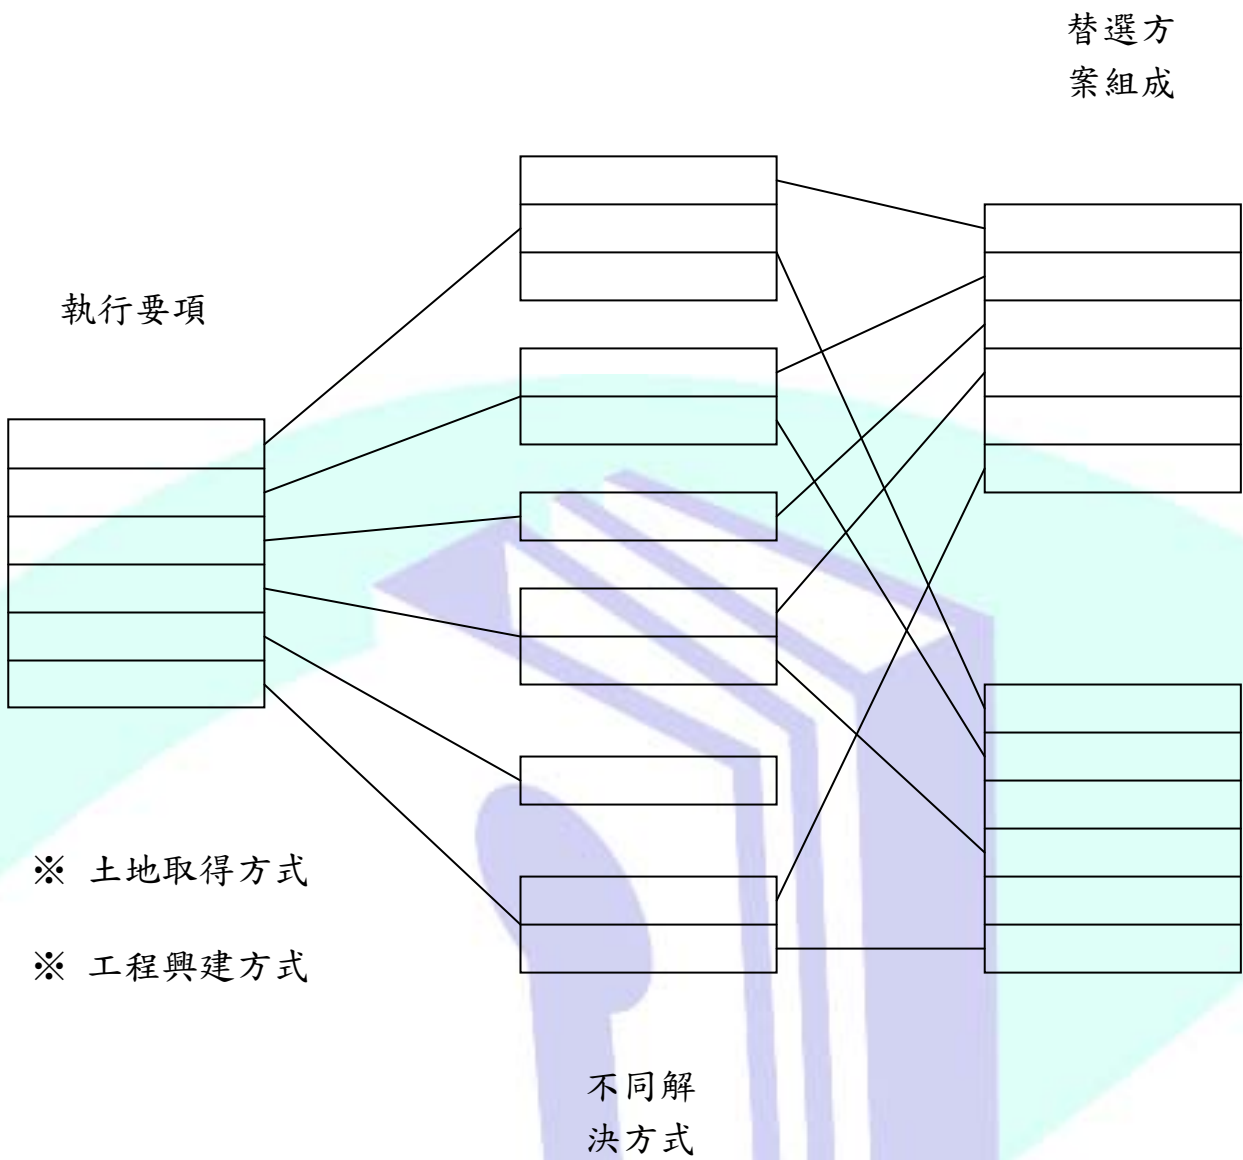 替選方
案組成
執行要項
※ 土地取得方式
※ 工程興建方式
不同解
決方式